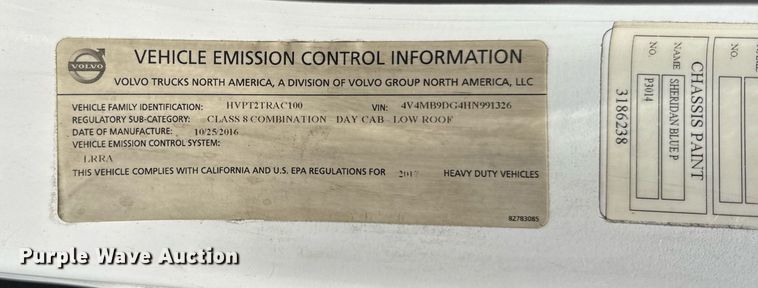 VOLVO
VEHICLE EMISSION CONTROL INFORMATION
VOLVO TRUCKS NORTH AMERICA, A DIVISION OF VOLVO GROUP NORTH AMERICA, LLC
VEHICLE FAMILY IDENTIFICATION: HVPT2TRAC100 VIN: 4V4MB9DG4HN991326
REGULATORY SUB-CATEGORY: CLASS 8 COMBINATION DAY CAB - LOW ROOF
DATE OF MANUFACTURE: 10/25/2016
VEHICLE EMISSION CONTROL SYSTEM:
LRRA
THIS VEHICLE COMPLIES WITH CALIFORNIA AND U.S. EPA REGULATIONS FOR 2017 HEAVY DUTY VEHICLES
82783085
CHASSIS PAINT
NAME SHERIDAN BLUE P
NO. P3014
3186238
NO.
Purple Wave Auction